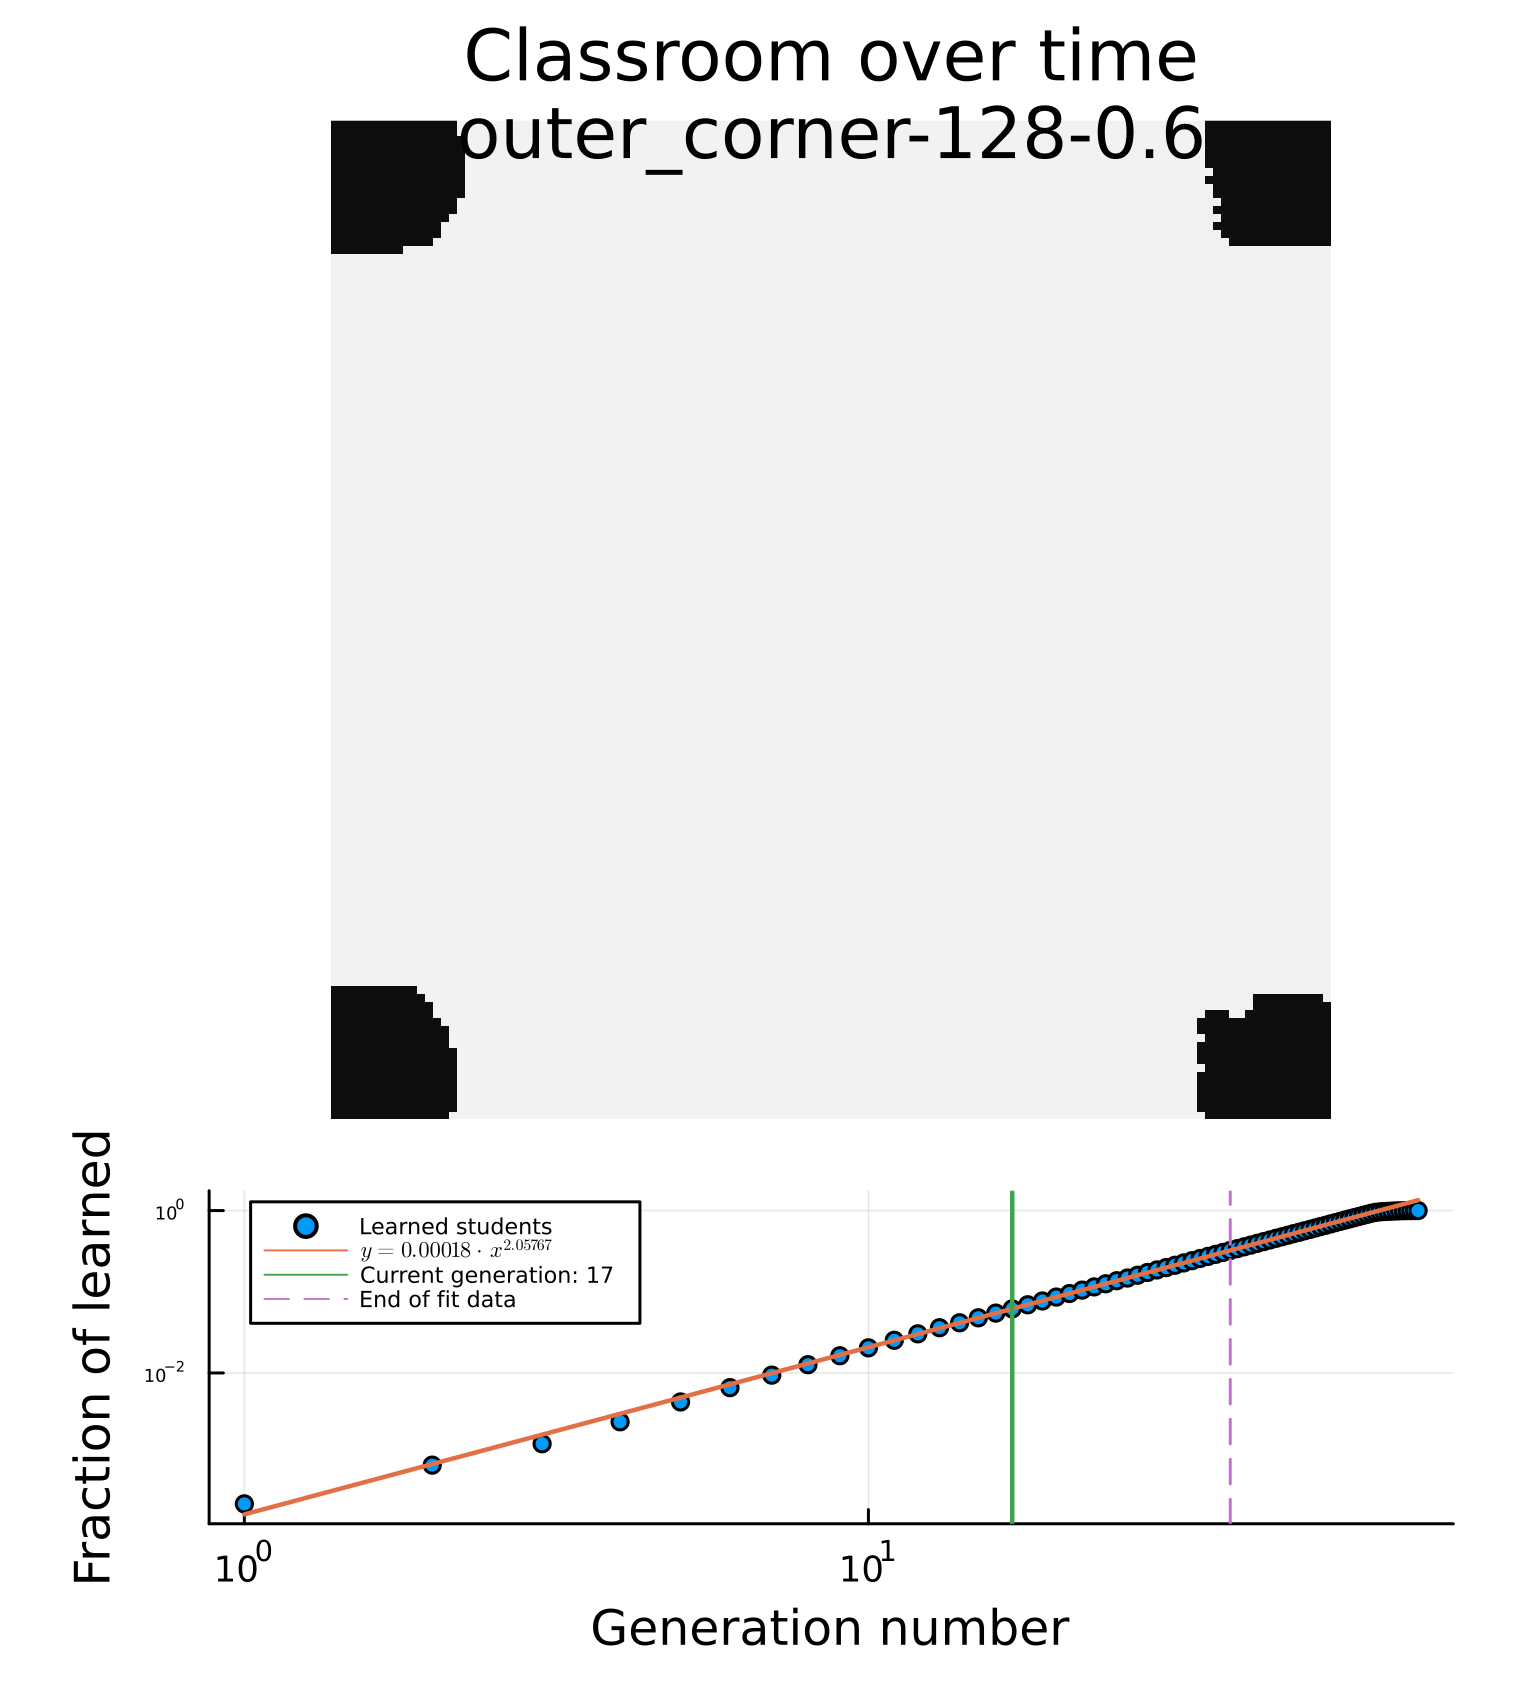 Classroom over time
outer_corner-128-0.6
Fraction of learned
10⁰
10⁻²
Learned students
y = 0.00018 · x^2.05767
Current generation: 17
End of fit data
10⁰ 10¹
Generation number